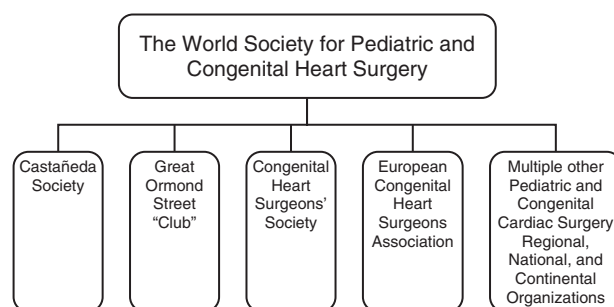 The World Society for Pediatric and
Congenital Heart Surgery
Castañeda
Society
Great
Ormond
Street
“Club”
Congenital
Heart
Surgeons’
Society
European
Congenital
Heart
Surgeons
Association
Multiple other
Pediatric and
Congenital
Cardiac Surgery
Regional,
National, and
Continental
Organizations